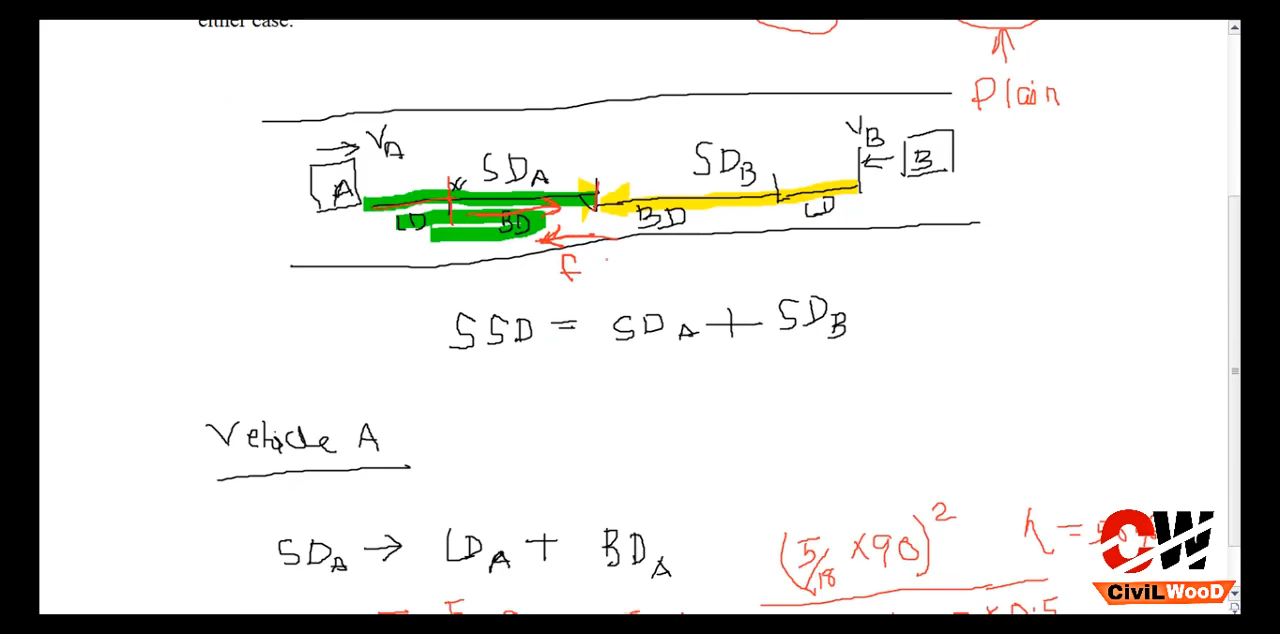 either case.
Plain
VA
VB
A
SDA
SDB
B
LD
BD
BD
LD
f
SSD = SDA + SDB
Vehicle A
SDA → LDA + BDA
(5/18 × 90)²
CW
CiviLWooD